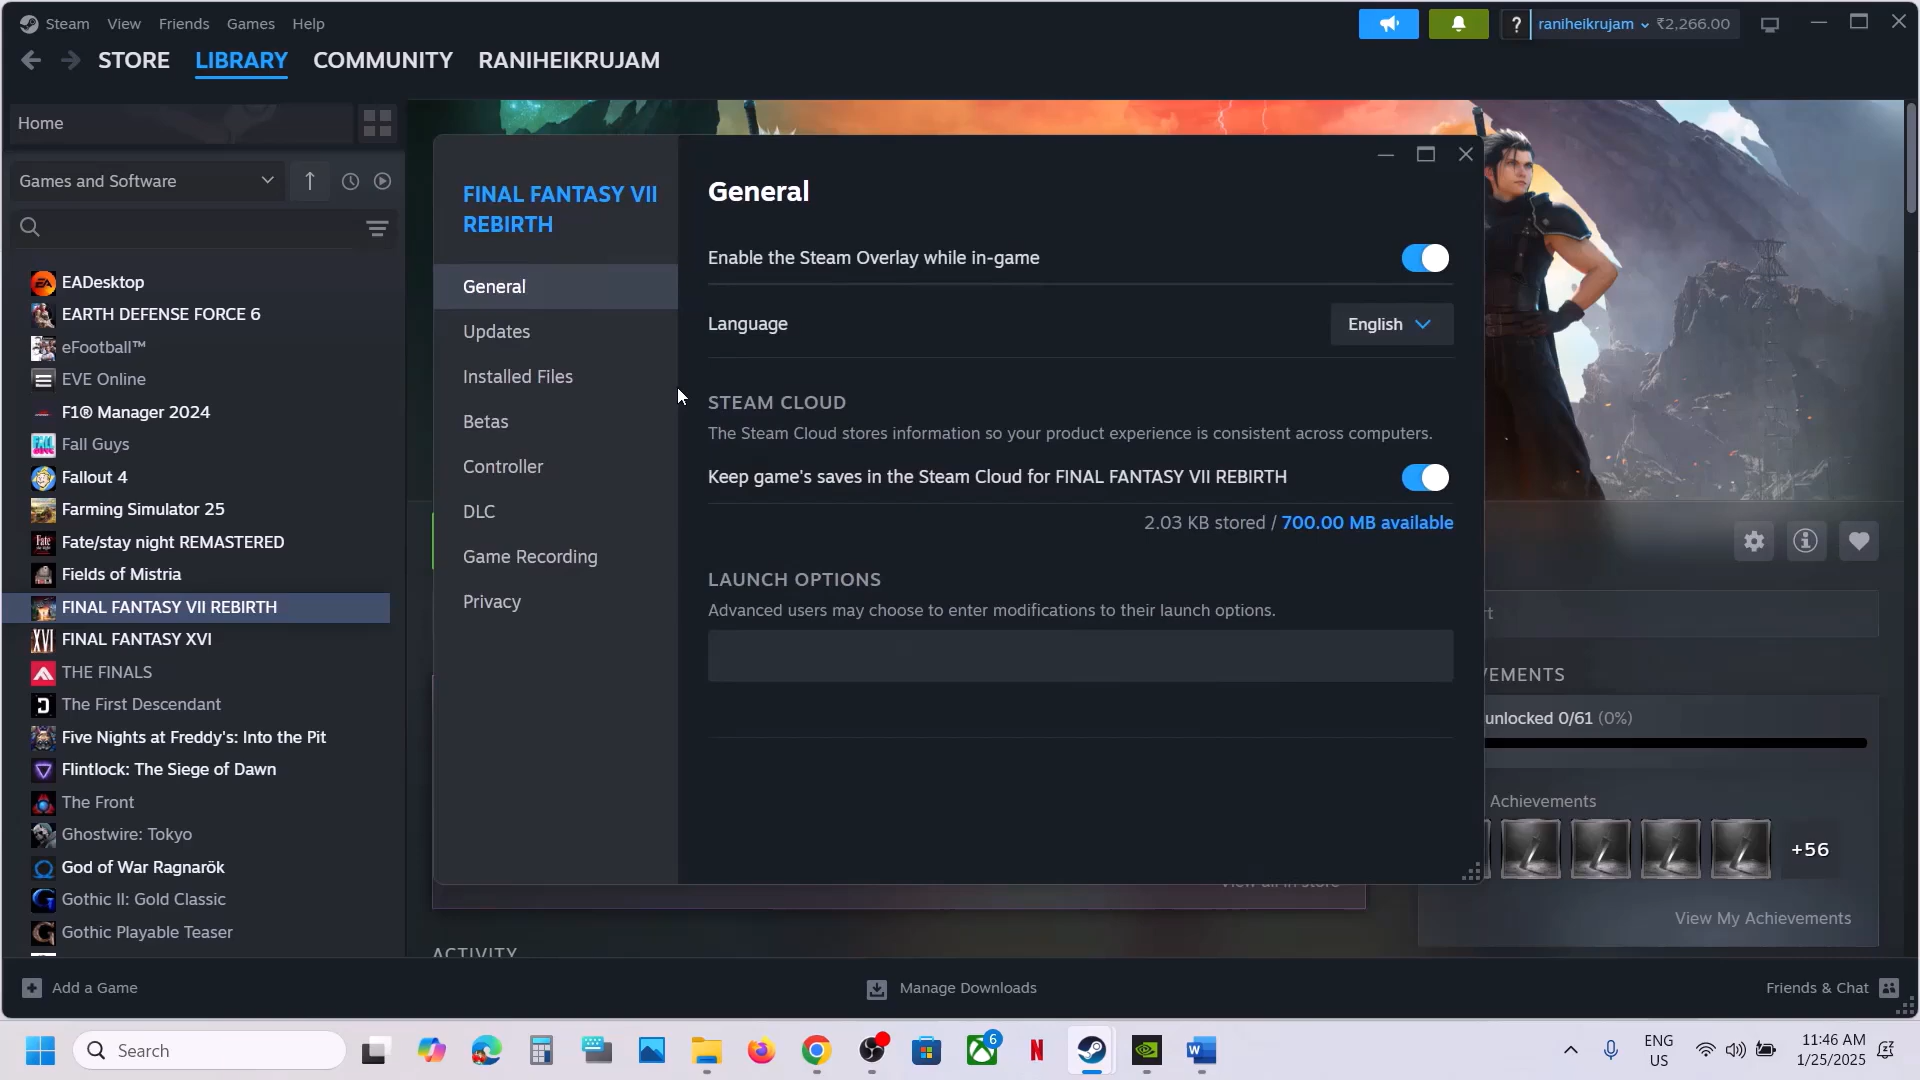 Steam View Friends Games Help
? raniheikrujam ₹2,266.00
STORE LIBRARY COMMUNITY RANIHEIKRUJAM
Home
Games and Software
EADesktop
EARTH DEFENSE FORCE 6
eFootball™
EVE Online
F1® Manager 2024
Fall Guys
Fallout 4
Farming Simulator 25
Fate/stay night REMASTERED
Fields of Mistria
FINAL FANTASY VII REBIRTH
FINAL FANTASY XVI
THE FINALS
The First Descendant
Five Nights at Freddy's: Into the Pit
Flintlock: The Siege of Dawn
The Front
Ghostwire: Tokyo
God of War Ragnarök
Gothic II: Gold Classic
Gothic Playable Teaser
FINAL FANTASY VII
REBIRTH
General
Updates
Installed Files
Betas
Controller
DLC
Game Recording
Privacy
General
Enable the Steam Overlay while in-game
Language English
STEAM CLOUD
The Steam Cloud stores information so your product experience is consistent across computers.
Keep game's saves in the Steam Cloud for FINAL FANTASY VII REBIRTH
2.03 KB stored / 700.00 MB available
LAUNCH OPTIONS
Advanced users may choose to enter modifications to their launch options.
unlocked 0/61 (0%)
Achievements
+56
View My Achievements
View all in store
ACTIVITY
Add a Game
Manage Downloads
Friends & Chat
Search
6
ENG
US
11:46 AM
1/25/2025